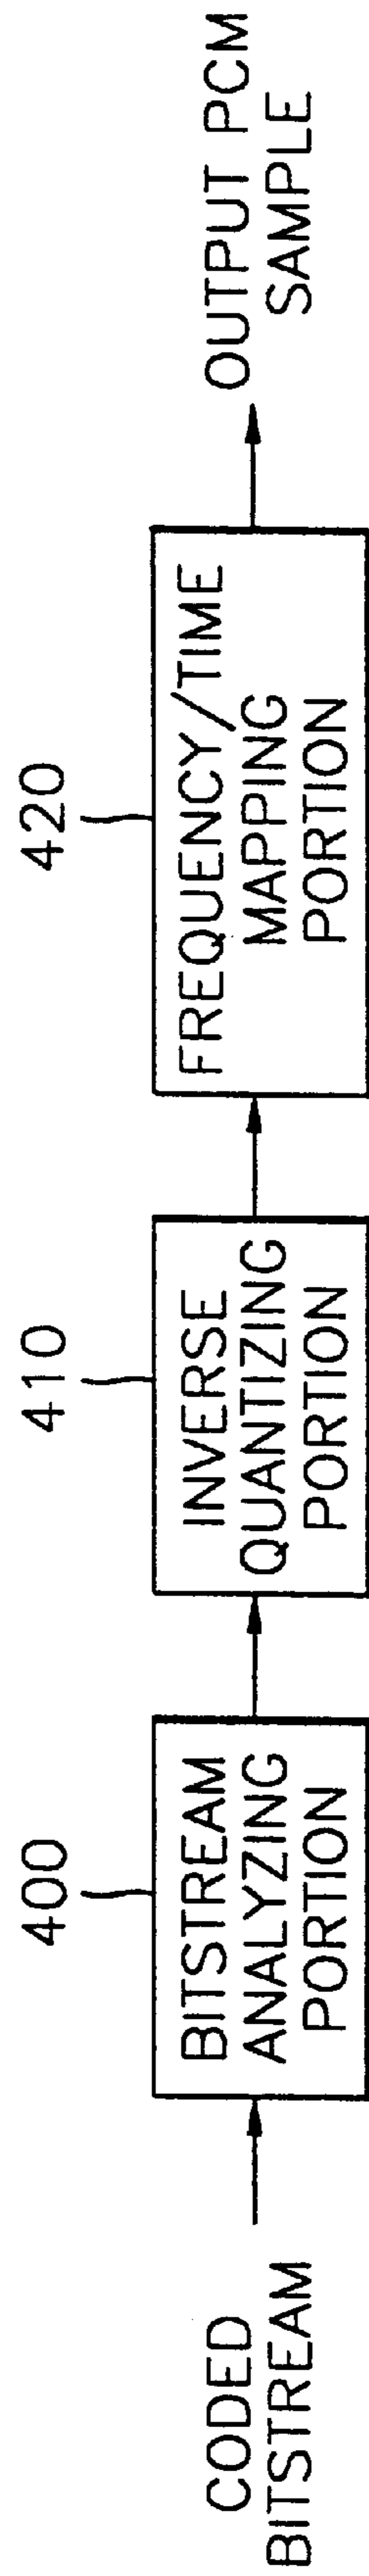 CODED
BITSTREAM
400
BITSTREAM
ANALYZING
PORTION
410
INVERSE
QUANTIZING
PORTION
420
FREQUENCY/TIME
MAPPING
PORTION
OUTPUT PCM
SAMPLE